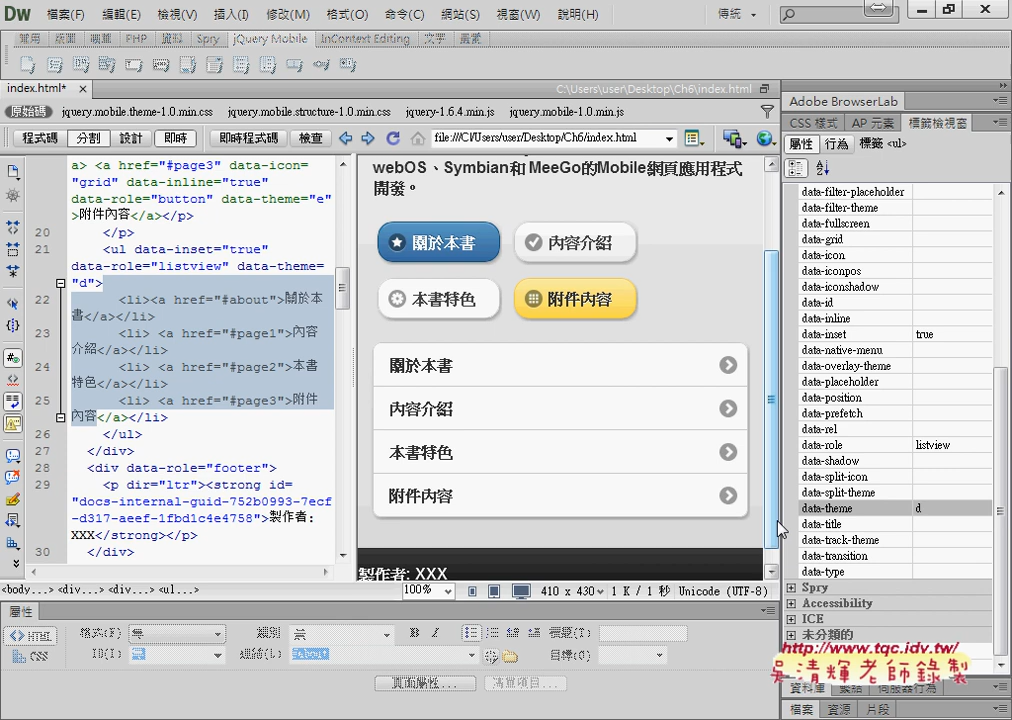 Dw 檔案(F) 編輯(E) 檢視(V) 插入(I) 修改(M) 格式(O) 命令(C) 網站(S) 視窗(W) 說明(H) 傳統
常用 版面 PHP 資料 Spry jQuery Mobile InContext Editing 文字
index.html* C:\Users\user\Desktop\Ch6\index.html
原始碼 jquery.mobile.theme-1.0.min.css jquery.mobile.structure-1.0.min.css jquery-1.6.4.min.js jquery.mobile-1.0.min.js
程式碼 分割 設計 即時 即時程式碼 檢查 file:///C|/Users/user/Desktop/Ch6/index.html
a> <a href="#page3" data-icon=
"grid" data-inline="true"
data-role="button" data-theme="e"
>附件內容</a></p>
20 </p>
21 <ul data-inset="true"
data-role="listview" data-theme=
"d">
22 <li><a href="#about">關於本
書</a></li>
23 <li> <a href="#page1">內容
介紹</a></li>
24 <li> <a href="#page2">本書
特色</a></li>
25 <li> <a href="#page3">附件
內容</a></li>
26 </ul>
27 </div>
28 <div data-role="footer">
29 <p dir="ltr"><strong id=
"docs-internal-guid-752b0993-7ecf
-d317-aeef-1fbd1c4e4758">製作者:
XXX</strong></p>
30 </div>
webOS、Symbian和 MeeGo的Mobile網頁應用程式
開發。
關於本書 內容介紹
本書特色 附件內容
關於本書
內容介紹
本書特色
附件內容
製作者: XXX
Adobe BrowserLab
CSS 樣式 AP 元素 標籤檢視窗
屬性 行為 標籤 <ul>
data-filter-placeholder
data-filter-theme
data-fullscreen
data-grid
data-icon
data-iconpos
data-iconshadow
data-id
data-inline
data-inset true
data-native-menu
data-overlay-theme
data-placeholder
data-position
data-prefetch
data-rel
data-role listview
data-shadow
data-split-icon
data-split-theme
data-theme d
data-title
data-track-theme
data-transition
data-type
Spry
Accessibility
ICE
未分類的
http://www.tqc.idv.tw/
吳清輝老師錄製
資料庫 繫結 伺服器行為
檔案 資源 片段
<body...> <div...> <div...> <ul...> 100% 410 x 430 1 K / 1 秒 Unicode (UTF-8)
屬性
<> HTML 格式(F) 無 類別 無 B I 標題(T)
CSS ID(I) 無 連結(L) #about 目標(G)
頁面屬性... 清單項目...